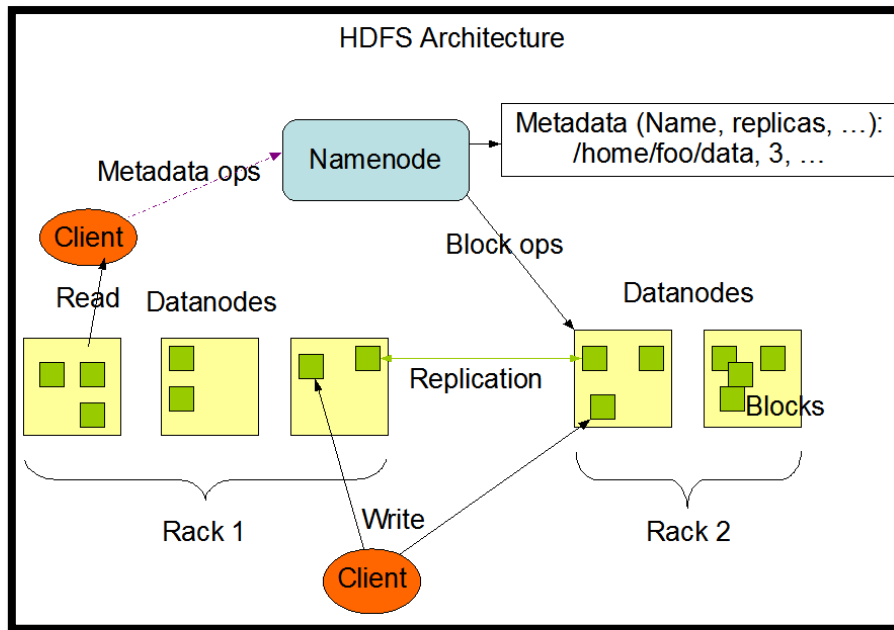 HDFS Architecture
Metadata (Name, replicas, …):
/home/foo/data, 3, …
Namenode
Metadata ops
Client
Block ops
Read
Datanodes
Datanodes
Replication
Blocks
Rack 1
Write
Rack 2
Client